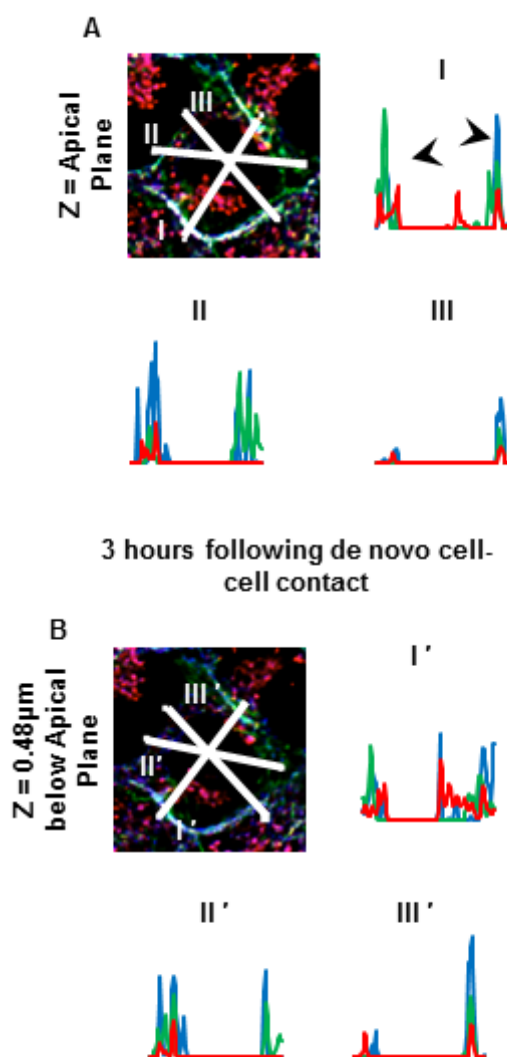 A
Z = Apical
Plane
III
II
I
I
II
III
3 hours following de novo cell-
cell contact
B
Z = 0.48µm
below Apical
Plane
III ′
II′
I ′
I ′
II ′
III ′